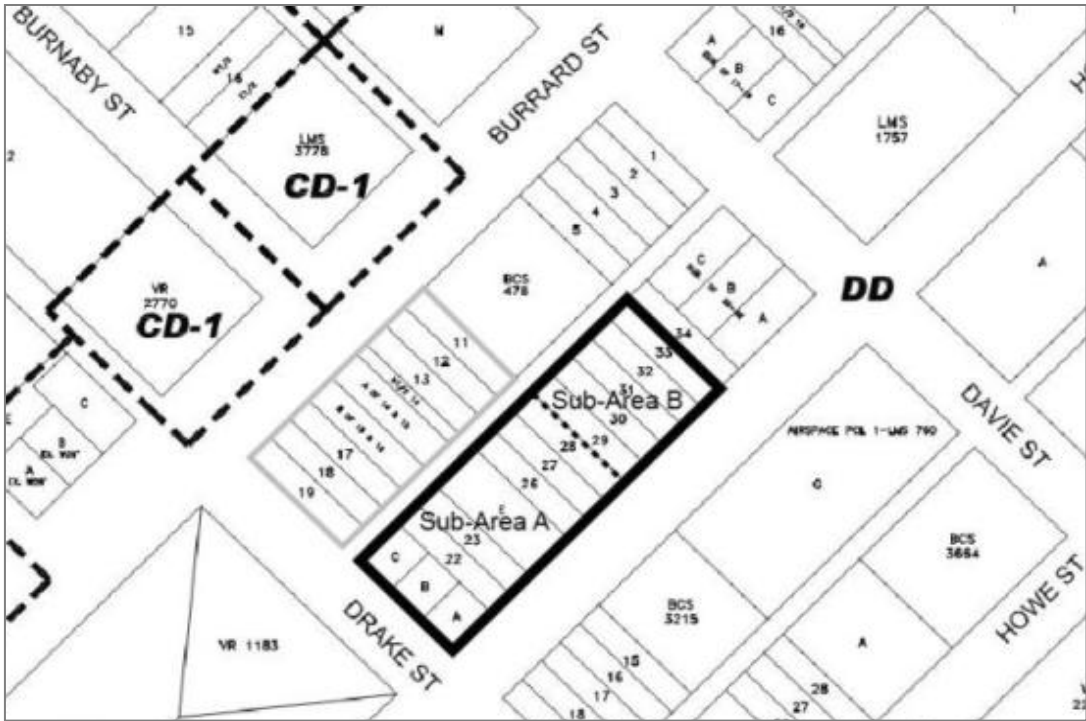 BURNABY ST
15
16
M
BURRARD ST
A
B
C
16
LMS
1757
LMS
3778
CD-1
1
2
3
4
5
2
BCS
478
VR
2770
CD-1
C
B
A
DD
A
34
33
32
31
30
29
28
27
26
Sub-Area B
11
12
13
17
18
19
Sub-Area A
E
23
22
C
B
A
C
B
A
E
DAVIE ST
AIRSPACE PCL 1-LMS 790
G
BCS
3664
HOWE ST
BCS
3215
A
VR 1183
DRAKE ST
15
16
17
18
28
27
22